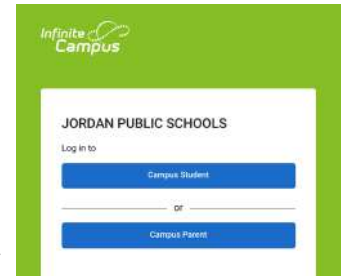 Infinite
Campus
JORDAN PUBLIC SCHOOLS
Log in to
Campus Student
or
Campus Parent